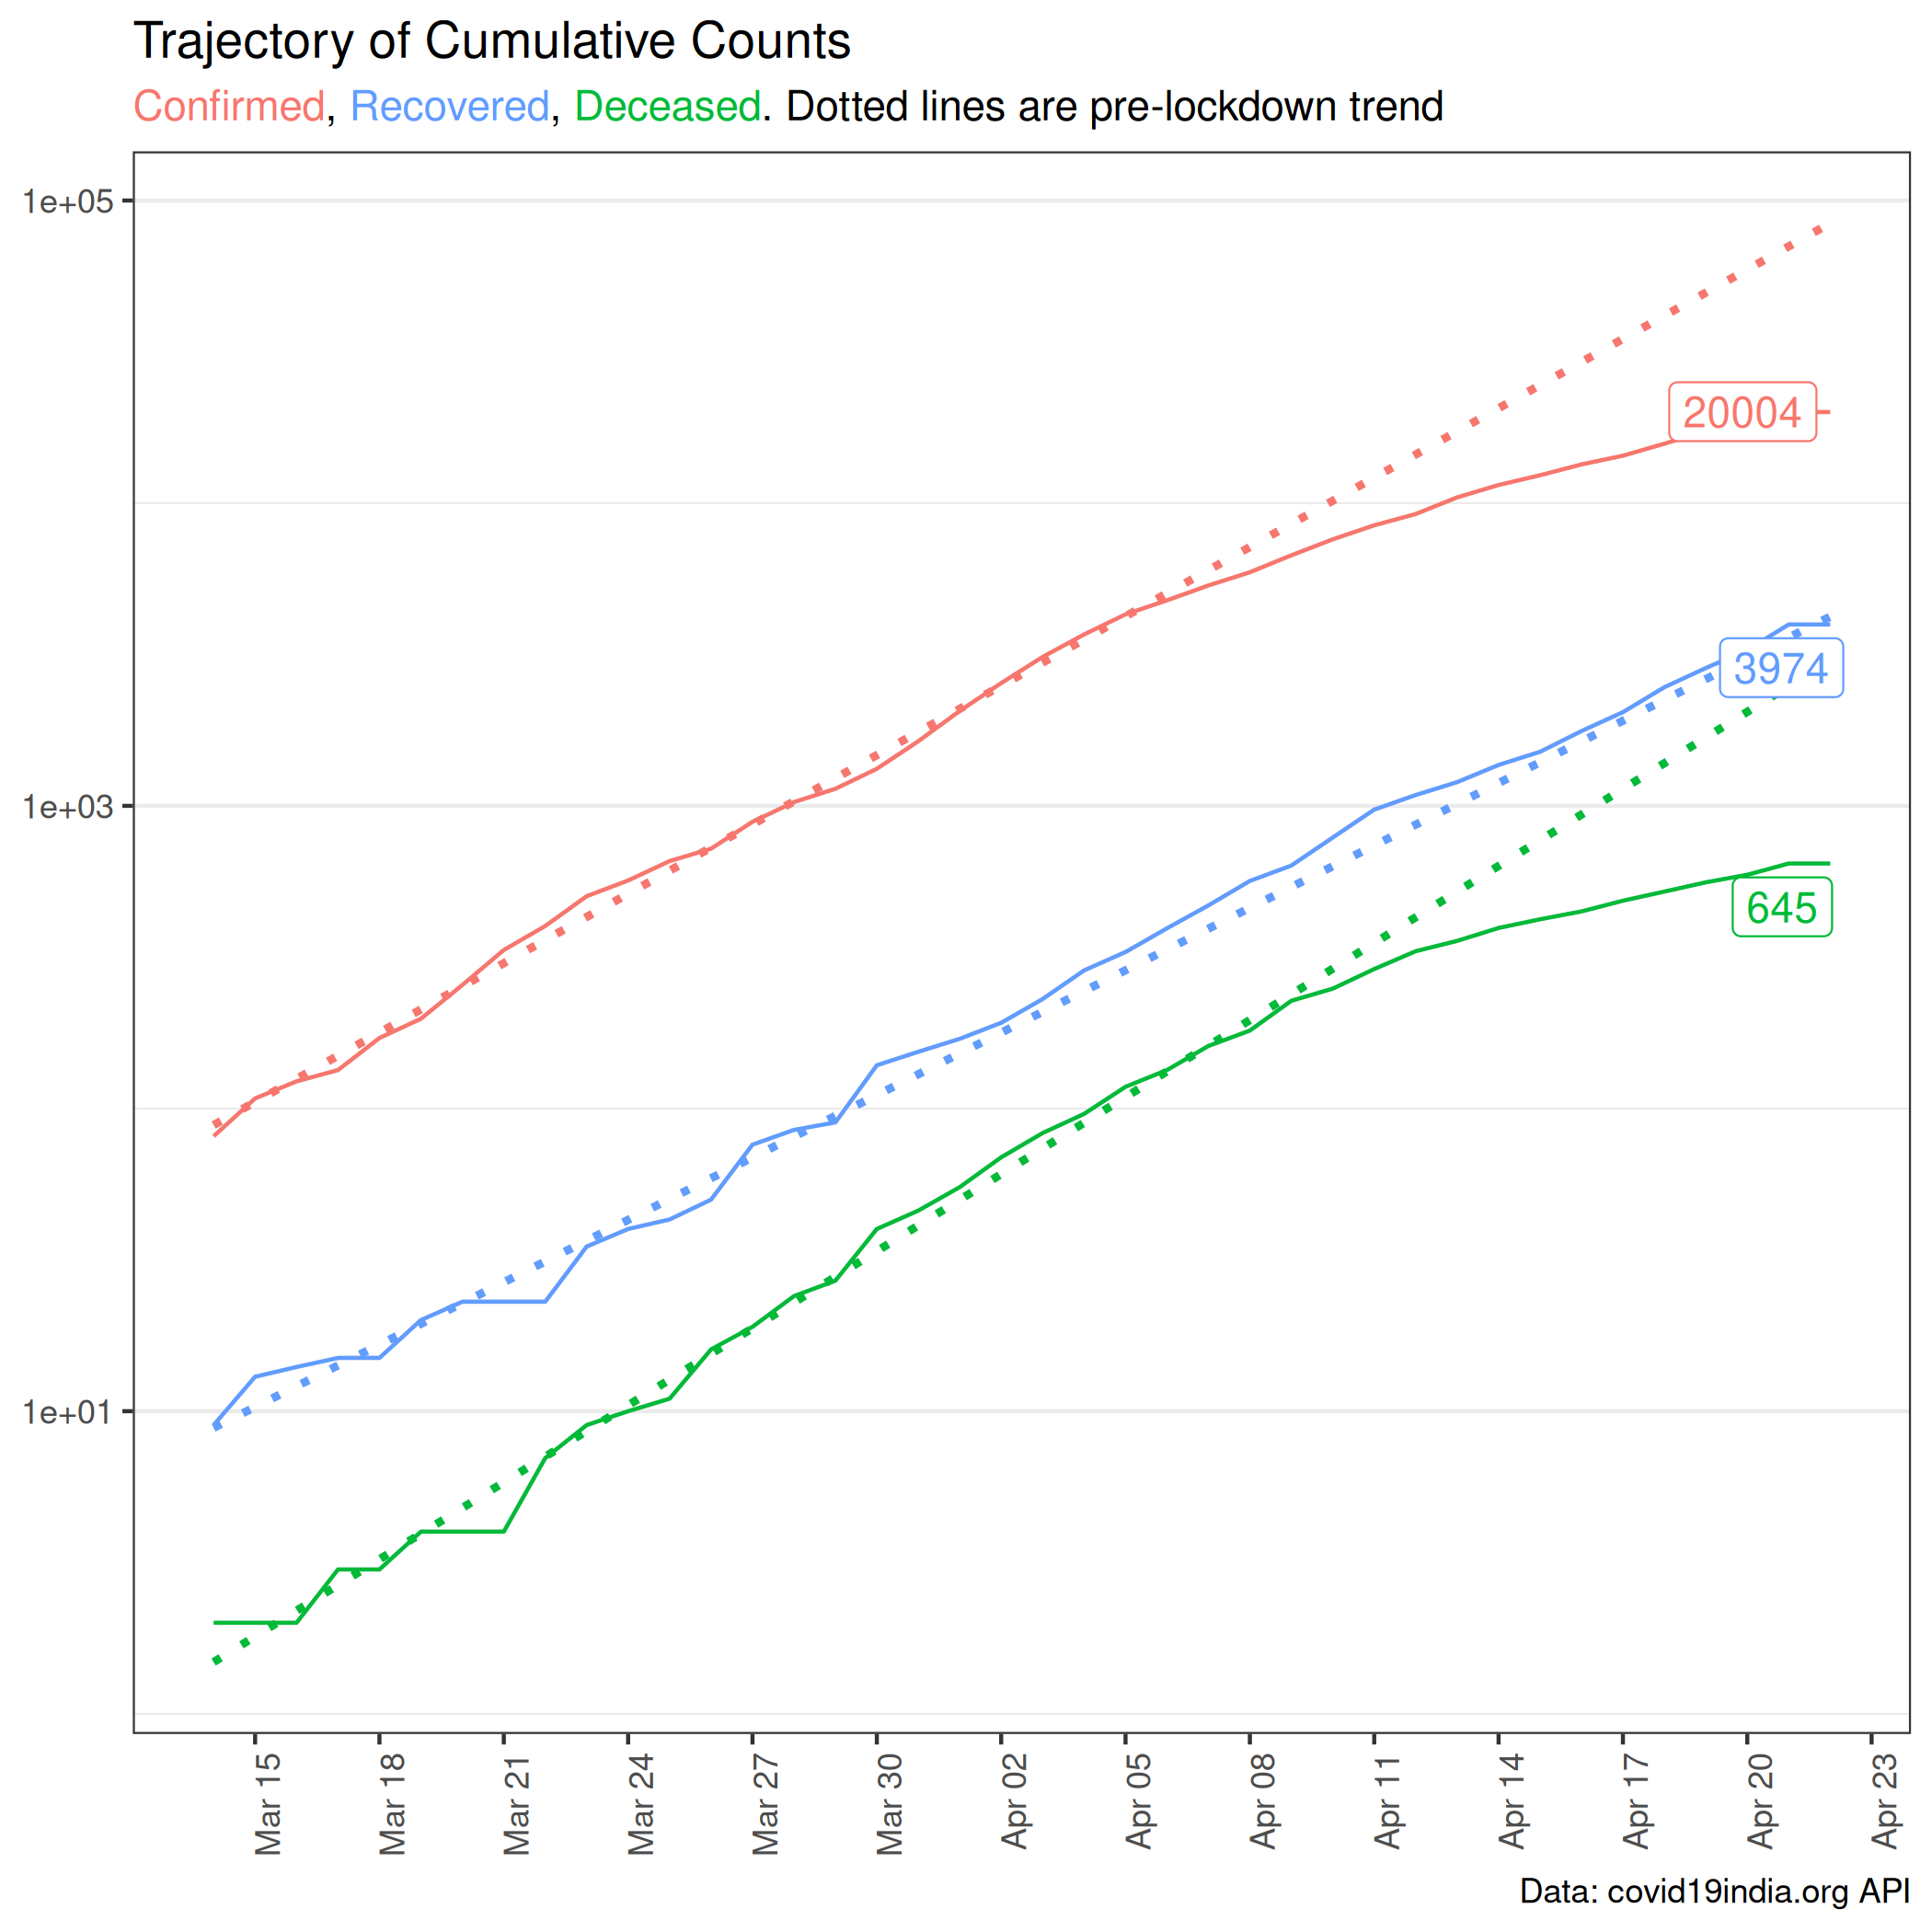 Trajectory of Cumulative Counts
Confirmed, Recovered, Deceased. Dotted lines are pre-lockdown trend
1e+05
20004
3974
1e+03
645
1e+01
Mar 15
Mar 18
Mar 21
Mar 24
Mar 27
Mar 30
Apr 02
Apr 05
Apr 08
Apr 11
Apr 14
Apr 17
Apr 20
Apr 23
Data: covid19india.org API